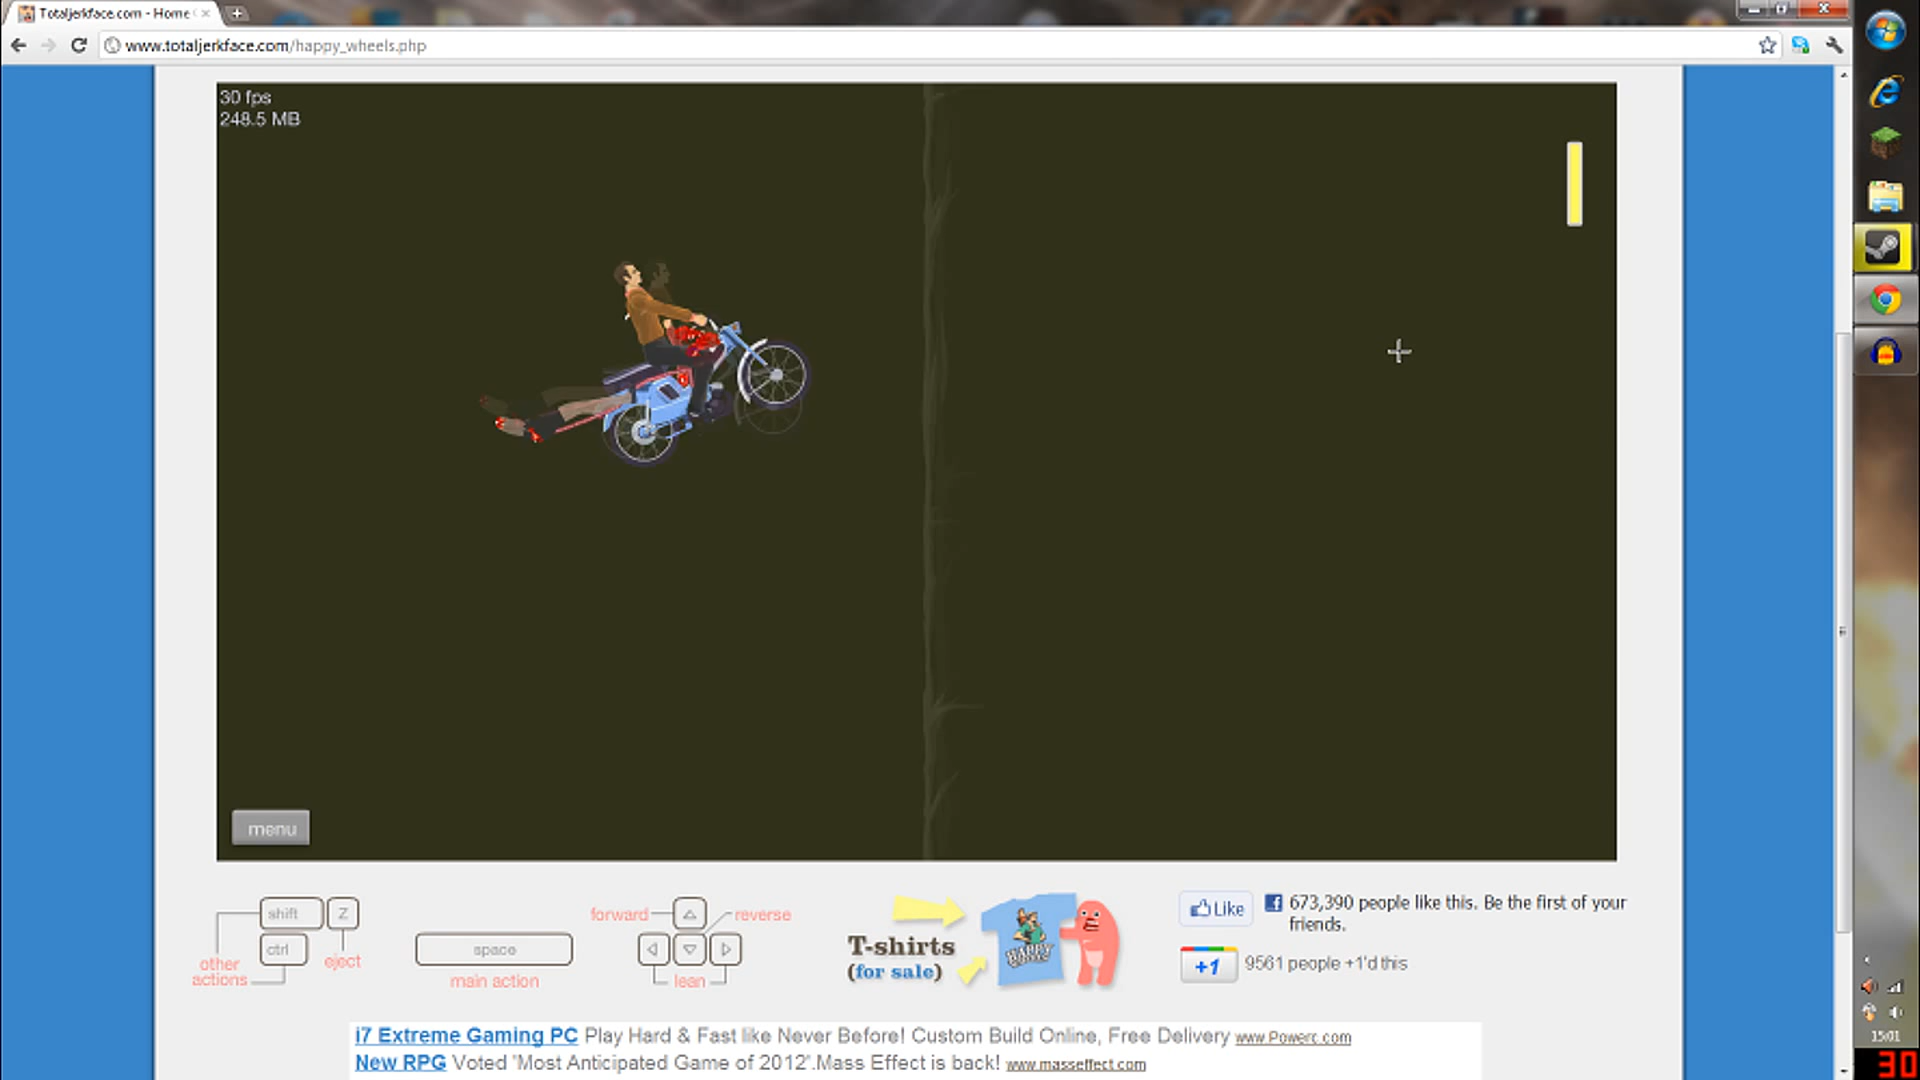 Totaljerkface.com - Home
www.totaljerkface.com/happy_wheels.php
30 fps
248.5 MB
menu
shift
Z
ctrl
other actions
eject
space
main action
forward
reverse
lean
T-shirts
(for sale)
HAPPY
Like
673,390 people like this. Be the first of your
friends.
+1
9561 people +1'd this
i7 Extreme Gaming PC Play Hard & Fast like Never Before! Custom Build Online, Free Delivery www.Powerc.com
New RPG Voted 'Most Anticipated Game of 2012'.Mass Effect is back! www.masseffect.com
15:01
30